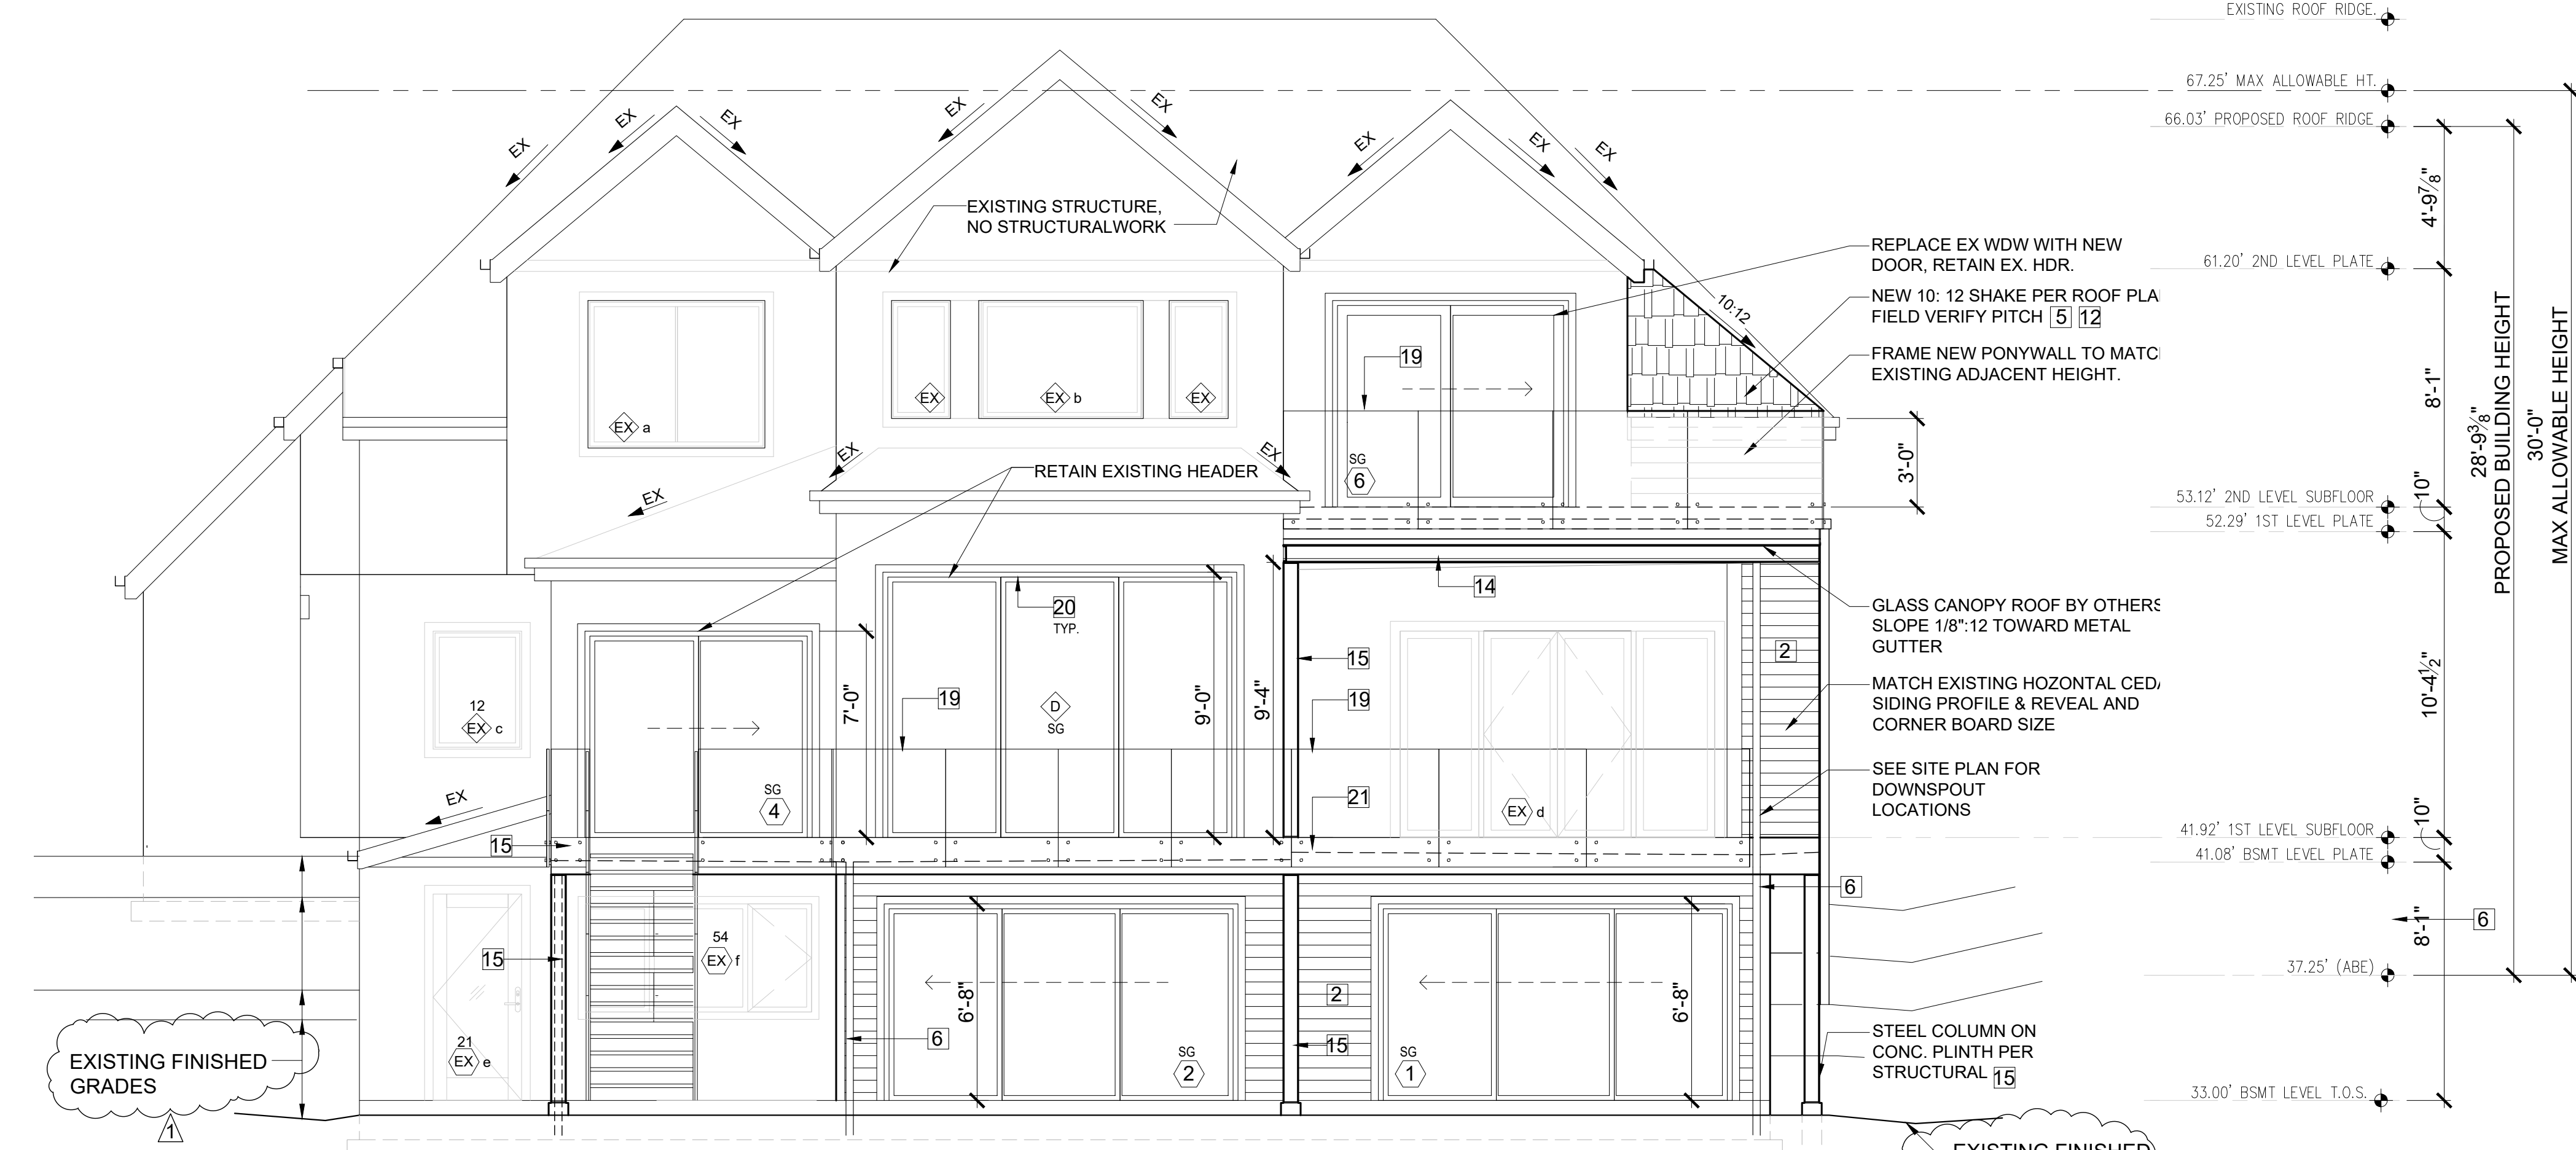 EXISTING ROOF RIDGE.
67.25' MAX ALLOWABLE HT.
66.03' PROPOSED ROOF RIDGE
61.20' 2ND LEVEL PLATE
53.12' 2ND LEVEL SUBFLOOR
52.29' 1ST LEVEL PLATE
41.92' 1ST LEVEL SUBFLOOR
41.08' BSMT LEVEL PLATE
37.25' (ABE)
33.00' BSMT LEVEL T.O.S.
4'-9 7/8"
8'-1"
10"
10'-4 1/2"
10"
8'-1"
6
28'-9 3/8"
PROPOSED BUILDING HEIGHT
30'-0"
MAX ALLOWABLE HEIGHT
EX
EX
EX
EX
EX
EX
EX
EX
EXISTING STRUCTURE,
NO STRUCTURALWORK
REPLACE EX WDW WITH NEW
DOOR, RETAIN EX. HDR.
NEW 10: 12 SHAKE PER ROOF PLA
FIELD VERIFY PITCH 5 12
FRAME NEW PONYWALL TO MATC
EXISTING ADJACENT HEIGHT.
10:12
19
EX a
EX
EX b
EX
SG
6
3'-0"
EX
EX
EX
RETAIN EXISTING HEADER
20
TYP.
14
GLASS CANOPY ROOF BY OTHERS
SLOPE 1/8":12 TOWARD METAL
GUTTER
2
15
MATCH EXISTING HOZONTAL CEDA
SIDING PROFILE & REVEAL AND
CORNER BOARD SIZE
7'-0"
9'-0"
9'-4"
19
19
12
EX c
D
SG
SEE SITE PLAN FOR
DOWNSPOUT
LOCATIONS
EX
SG
4
21
EX d
15
6
15
54
EX f
6'-8"
6'-8"
2
6
15
21
EX e
SG
2
SG
1
STEEL COLUMN ON
CONC. PLINTH PER
STRUCTURAL 15
EXISTING FINISHED
GRADES
1
EXISTING FINISHED